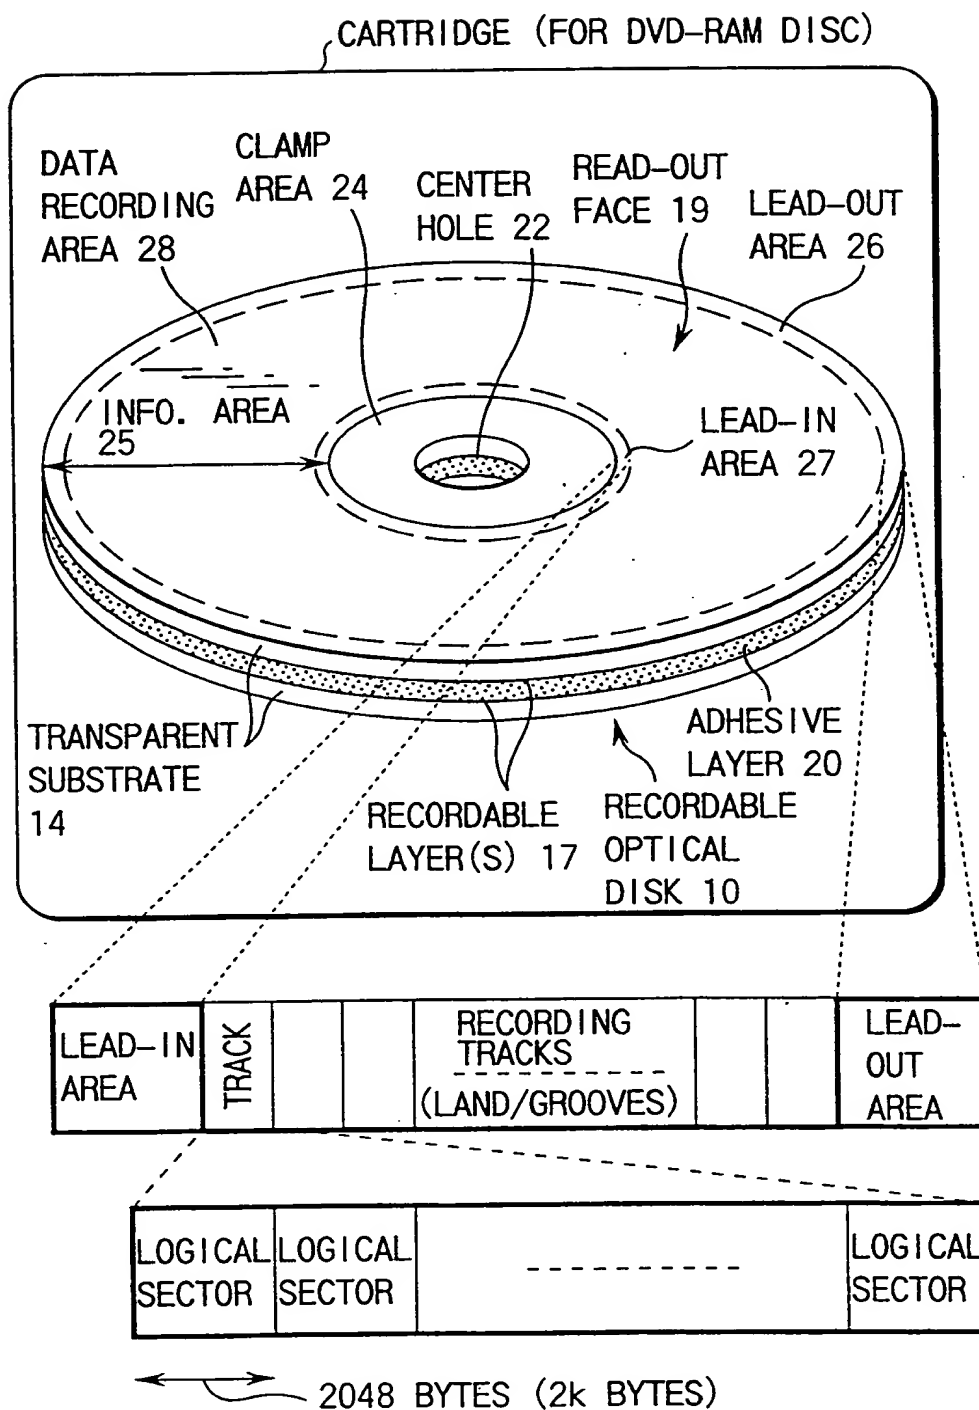 CARTRIDGE (FOR DVD-RAM DISC)
DATA
RECORDING
AREA 28
CLAMP
AREA 24
CENTER
HOLE 22
READ-OUT
FACE 19
LEAD-OUT
AREA 26
INFO. AREA
25
LEAD-IN
AREA 27
TRANSPARENT
SUBSTRATE
14
RECORDABLE
LAYER(S) 17
ADHESIVE
LAYER 20
RECORDABLE
OPTICAL
DISK 10
LEAD-IN
AREA
TRACK
RECORDING
TRACKS
(LAND/GROOVES)
LEAD-
OUT
AREA
LOGICAL
SECTOR
LOGICAL
SECTOR
LOGICAL
SECTOR
2048 BYTES (2k BYTES)